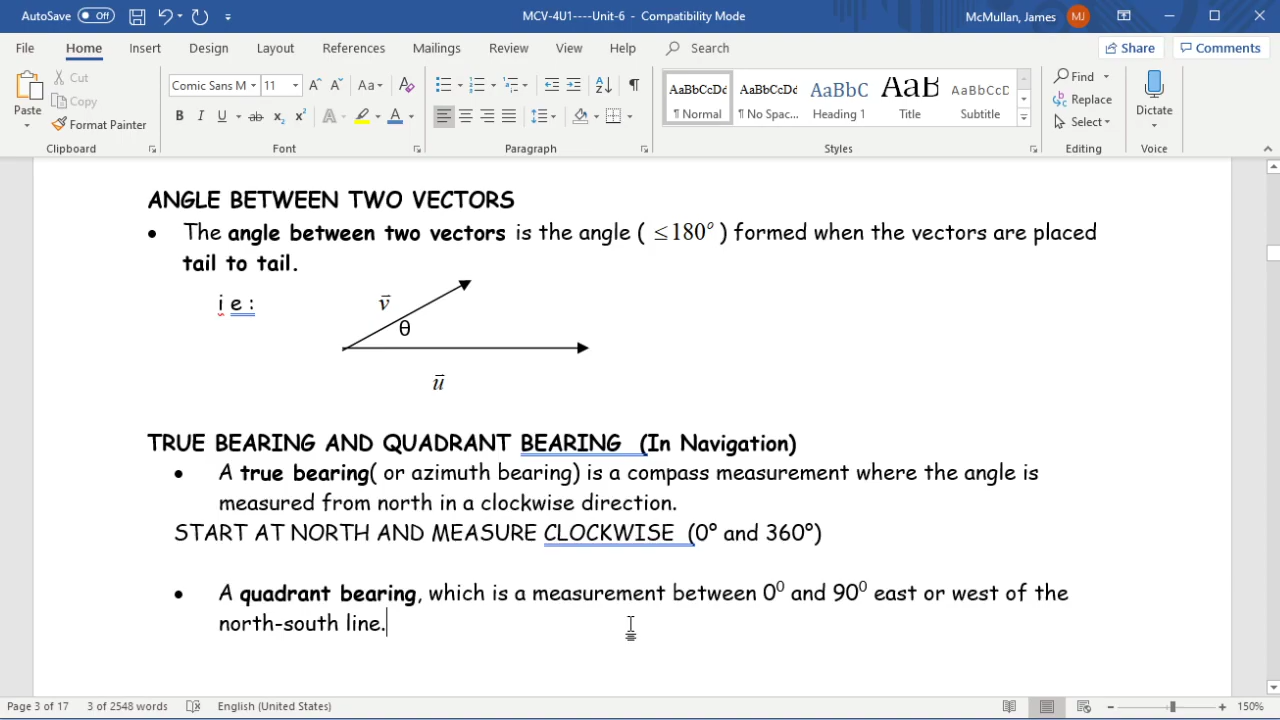 AutoSave Off MCV-4U1----Unit-6 - Compatibility Mode McMullan, James MJ
File Home Insert Design Layout References Mailings Review View Help Search Share Comments
Paste Cut Copy Format Painter
Comic Sans M 11 A A Aa A
B I U ab x₂ x² A A
AaBbCcDd ¶ Normal AaBbCcDd ¶ No Spac... AaBbC Heading 1 AaB Title AaBbCcD Subtitle
Find Replace Select Dictate
Clipboard Font Paragraph Styles Editing Voice
ANGLE BETWEEN TWO VECTORS
• The angle between two vectors is the angle ( ≤180° ) formed when the vectors are placed
tail to tail.
i e :
v⃗
θ
u⃗
TRUE BEARING AND QUADRANT BEARING (In Navigation)
• A true bearing( or azimuth bearing) is a compass measurement where the angle is
measured from north in a clockwise direction.
START AT NORTH AND MEASURE CLOCKWISE (0° and 360°)
• A quadrant bearing, which is a measurement between 0⁰ and 90⁰ east or west of the
north-south line.
Page 3 of 17 3 of 2548 words English (United States) 150%